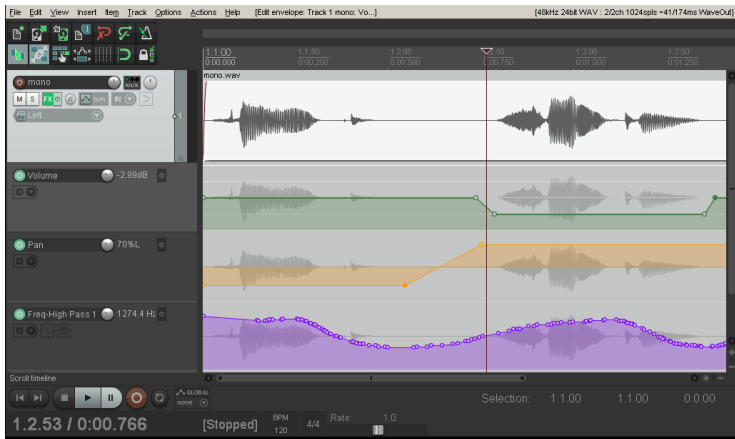 File Edit View Insert Item Track Options Actions Help [Edit envelope: Track 1 mono: Vo...] [48kHz 24bit WAV : 2/2ch 1024spls ~41/174ms WaveOut]
1.1.00 1.1.50 1.2.00 1.2.50 1.3.00 1.3.50
0:00.000 0:00.250 0:00.500 0:00.750 0:01.000 0:01.250
mono.wav
mono ROUTE
M S FX trim IN
Left 1
Volume -2.99dB
Pan 70%L
Freq-High Pass 1 1274.4 Hz
Scroll timeline
GLOBAL
none
Selection: 1.1.00 1.1.00 0.0.00
1.2.53 / 0:00.766 [Stopped] BPM 120 4/4 Rate: 1.0